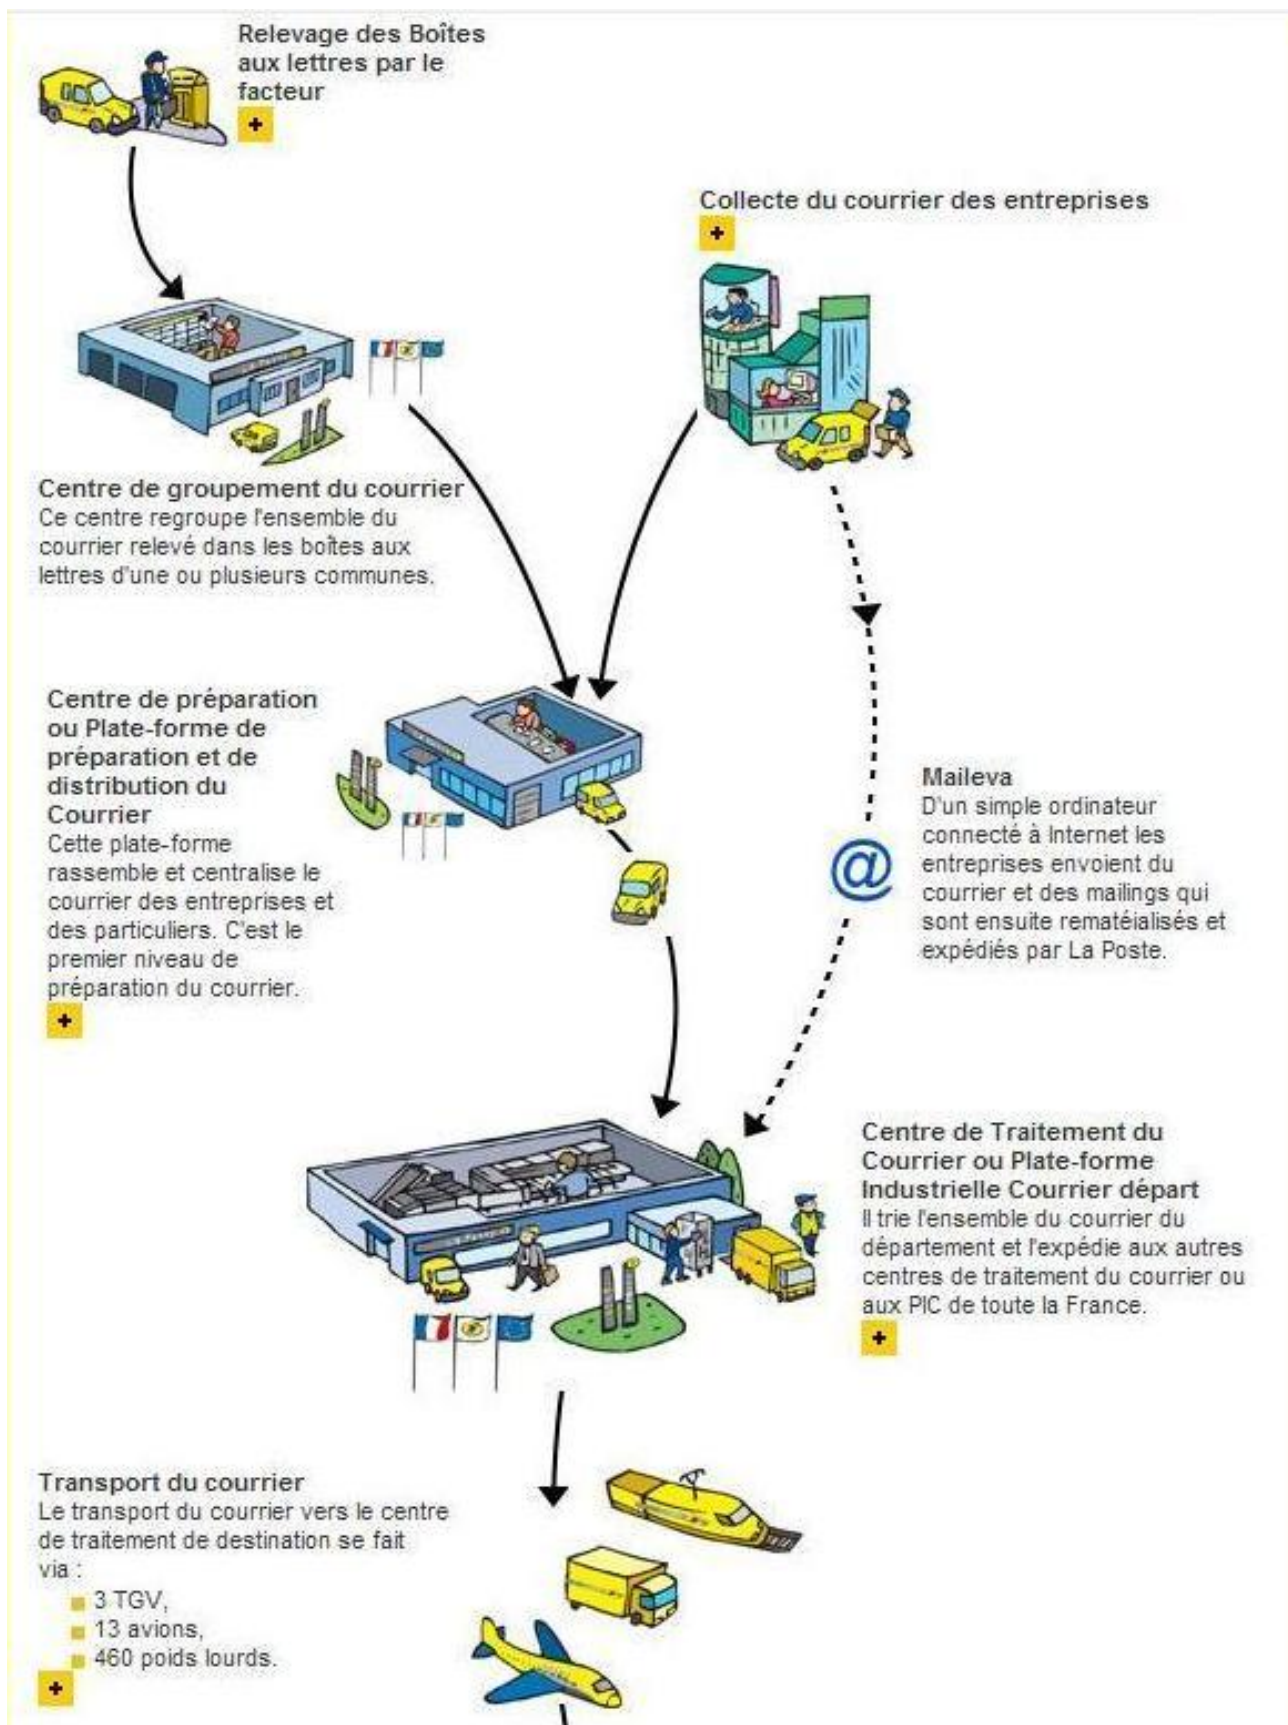 Relevage des Boîtes
aux lettres par le
facteur
Collecte du courrier des entreprises
Centre de groupement du courrier
Ce centre regroupe l'ensemble du
courrier relevé dans les boîtes aux
lettres d'une ou plusieurs communes.
Centre de préparation
ou Plate-forme de
préparation et de
distribution du
Courrier
Cette plate-forme
rassemble et centralise le
courrier des entreprises et
des particuliers. C'est le
premier niveau de
préparation du courrier.
Maileva
D'un simple ordinateur
connecté à Internet les
entreprises envoient du
courrier et des mailings qui
sont ensuite rematéialisés et
expédiés par La Poste.
@
Centre de Traitement du
Courrier ou Plate-forme
Industrielle Courrier départ
Il trie l'ensemble du courrier du
département et l'expédie aux autres
centres de traitement du courrier ou
aux PIC de toute la France.
Transport du courrier
Le transport du courrier vers le centre
de traitement de destination se fait
via :
3 TGV,
13 avions,
460 poids lourds.